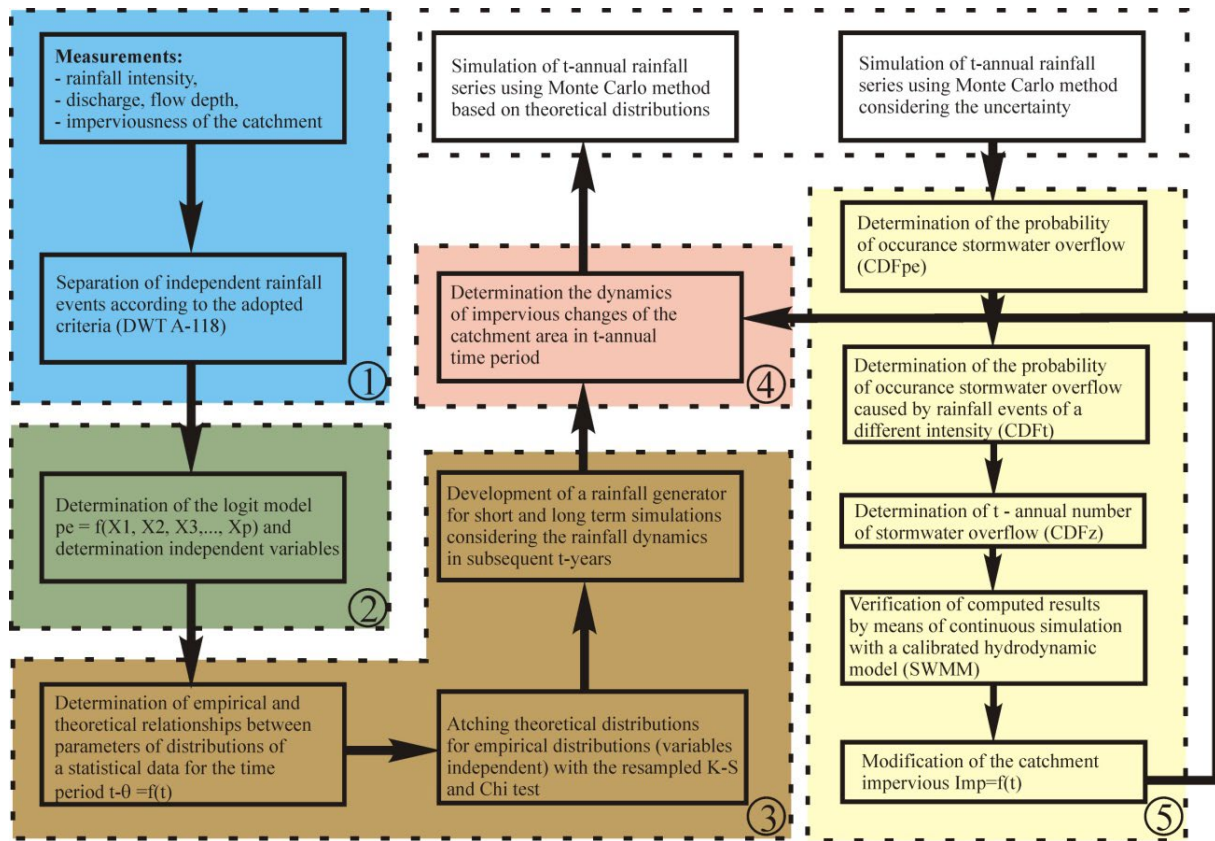 Measurements:
- rainfall intensity,
- discharge, flow depth,
- imperviousness of the catchment
Separation of independent rainfall
events according to the adopted
criteria (DWT A-118)
1
Determination of the logit model
pe = f(X1, X2, X3,..., Xp) and
determination independent variables
2
Determination of empirical and
theoretical relationships between
parameters of distributions of
a statistical data for the time
period t-θ =f(t)
Atching theoretical distributions
for empirical distributions (variables
independent) with the resampled K-S
and Chi test
Development of a rainfall generator
for short and long term simulations
considering the rainfall dynamics
in subsequent t-years
3
Determination the dynamics
of impervious changes of the
catchment area in t-annual
time period
4
Simulation of t-annual rainfall
series using Monte Carlo method
based on theoretical distributions
Simulation of t-annual rainfall
series using Monte Carlo method
considering the uncertainty
Determination of the probability
of occurance stormwater overflow
(CDFpe)
Determination of the probability
of occurance stormwater overflow
caused by rainfall events of a
different intensity (CDFt)
Determination of t - annual number
of stormwater overflow (CDFz)
Verification of computed results
by means of continuous simulation
with a calibrated hydrodynamic
model (SWMM)
Modification of the catchment
impervious Imp=f(t)
5